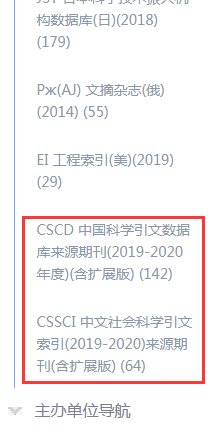 构数据库(日)(2018)
(179)
Pж(AJ) 文摘杂志(俄)
(2014) (55)
EI 工程索引(美)(2019)
(29)
CSCD 中国科学引文数据
库来源期刊(2019-2020
年度)(含扩展版) (142)
CSSCI 中文社会科学引文
索引(2019-2020)来源期
刊(含扩展版) (64)
主办单位导航